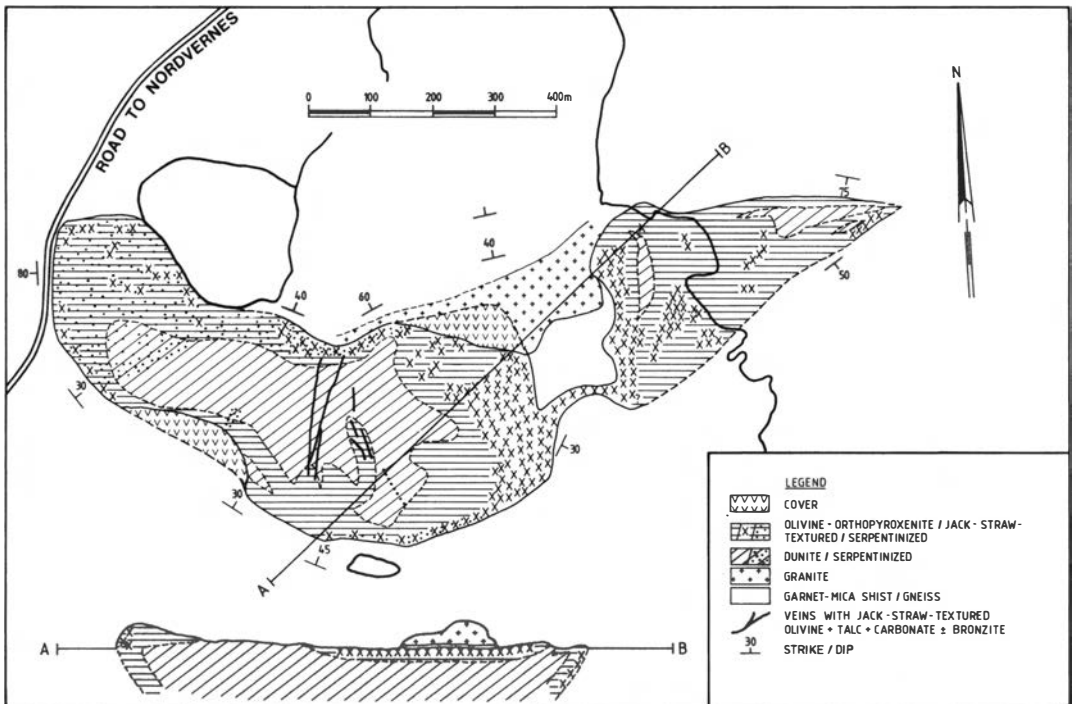 ROAD TO NORDVERNES
N
0 100 200 300 400m
B
75
80
40
40
60
50
30
30
30
45
A
LEGEND
COVER
OLIVINE - ORTHOPYROXENITE / JACK - STRAW-
TEXTURED / SERPENTINIZED
DUNITE / SERPENTINIZED
GRANITE
GARNET-MICA SHIST / GNEISS
VEINS WITH JACK-STRAW-TEXTURED
OLIVINE + TALC + CARBONATE ± BRONZITE
30 STRIKE / DIP
A B